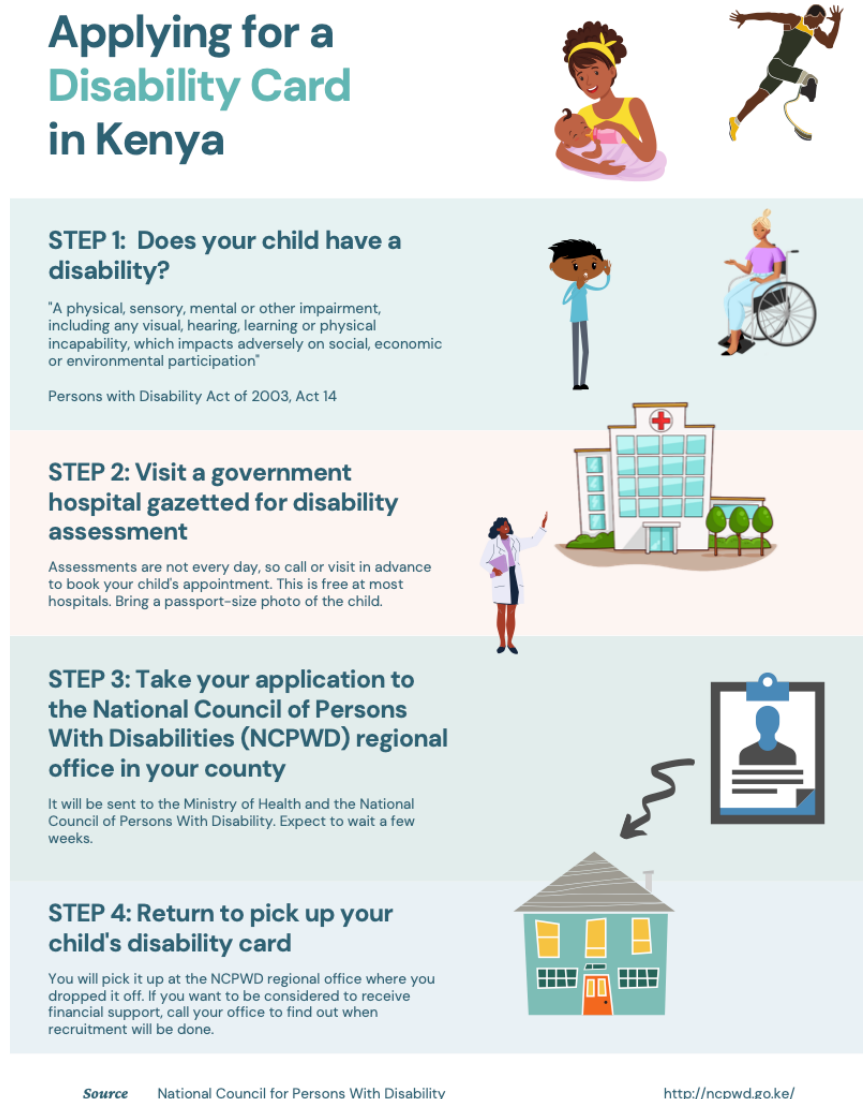 Applying for a
Disability Card
in Kenya
STEP 1: Does your child have a
disability?
"A physical, sensory, mental or other impairment,
including any visual, hearing, learning or physical
incapability, which impacts adversely on social, economic
or environmental participation"
Persons with Disability Act of 2003, Act 14
STEP 2: Visit a government
hospital gazetted for disability
assessment
Assessments are not every day, so call or visit in advance
to book your child's appointment. This is free at most
hospitals. Bring a passport-size photo of the child.
STEP 3: Take your application to
the National Council of Persons
With Disabilities (NCPWD) regional
office in your county
It will be sent to the Ministry of Health and the National
Council of Persons With Disability. Expect to wait a few
weeks.
STEP 4: Return to pick up your
child's disability card
You will pick it up at the NCPWD regional office where you
dropped it off. If you want to be considered to receive
financial support, call your office to find out when
recruitment will be done.
Source National Council for Persons With Disability http://ncpwd.go.ke/